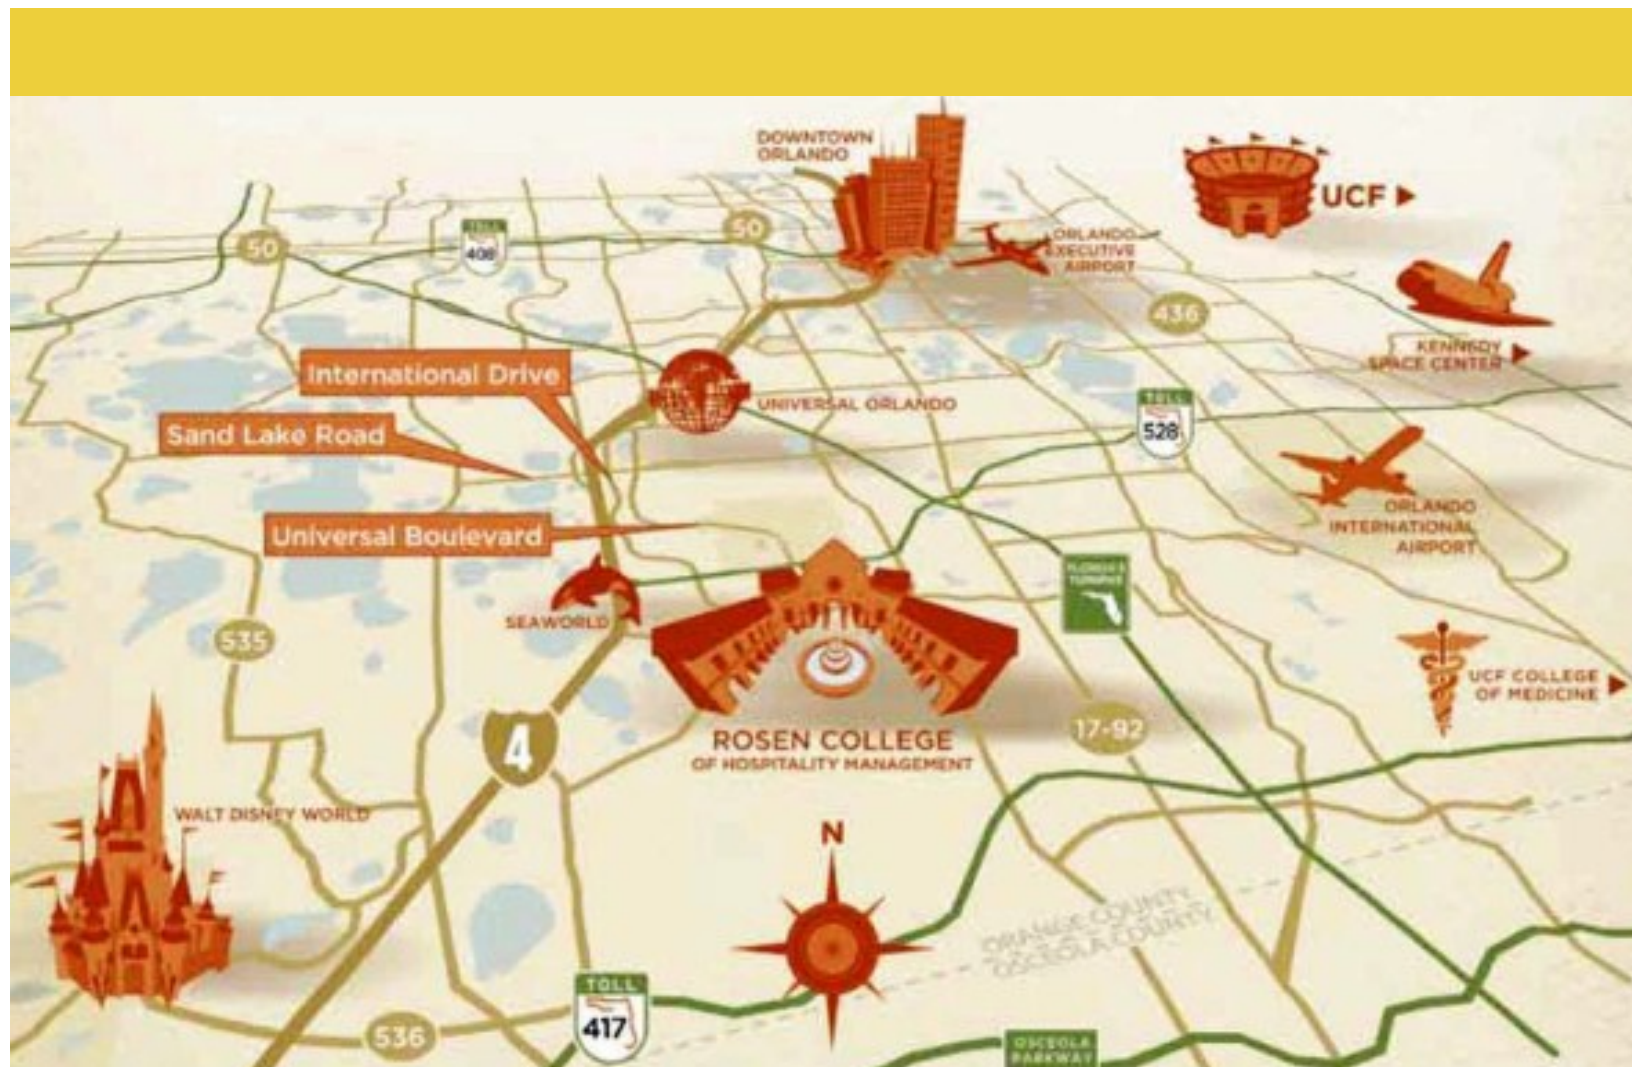 DOWNTOWN
ORLANDO
UCF
TOLL
408
50
50
ORLANDO
EXECUTIVE
AIRPORT
436
KENNEDY
SPACE CENTER
International Drive
UNIVERSAL ORLANDO
TOLL
528
Sand Lake Road
ORLANDO
INTERNATIONAL
AIRPORT
Universal Boulevard
FLORIDA'S
TURNPIKE
SEAWORLD
535
UCF COLLEGE
OF MEDICINE
4
17-92
ROSEN COLLEGE
OF HOSPITALITY MANAGEMENT
WALT DISNEY WORLD
N
ORANGE COUNTY
OSCEOLA COUNTY
TOLL
417
536
OSCEOLA
PARKWAY